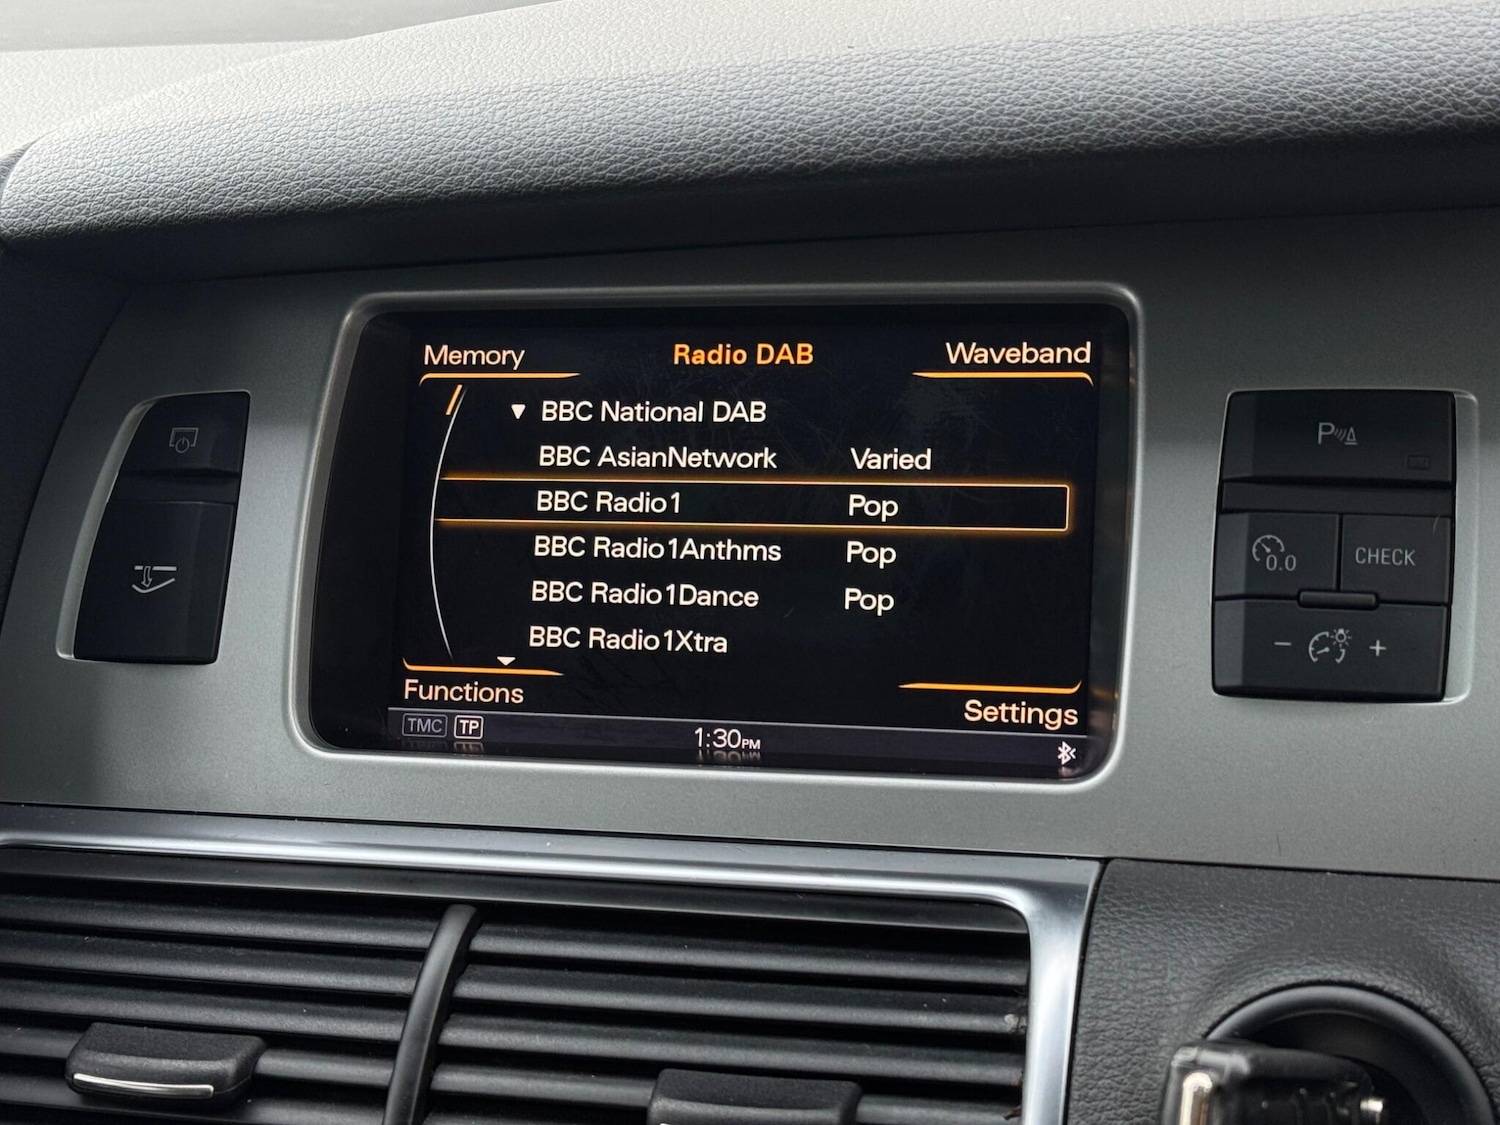 Memory Radio DAB Waveband
BBC National DAB
BBC AsianNetwork Varied
BBC Radio1 Pop
BBC Radio1Anthms Pop
BBC Radio1Dance Pop
BBC Radio1Xtra
Functions Settings
TMC TP 1:30PM
P
0.0 CHECK
- +